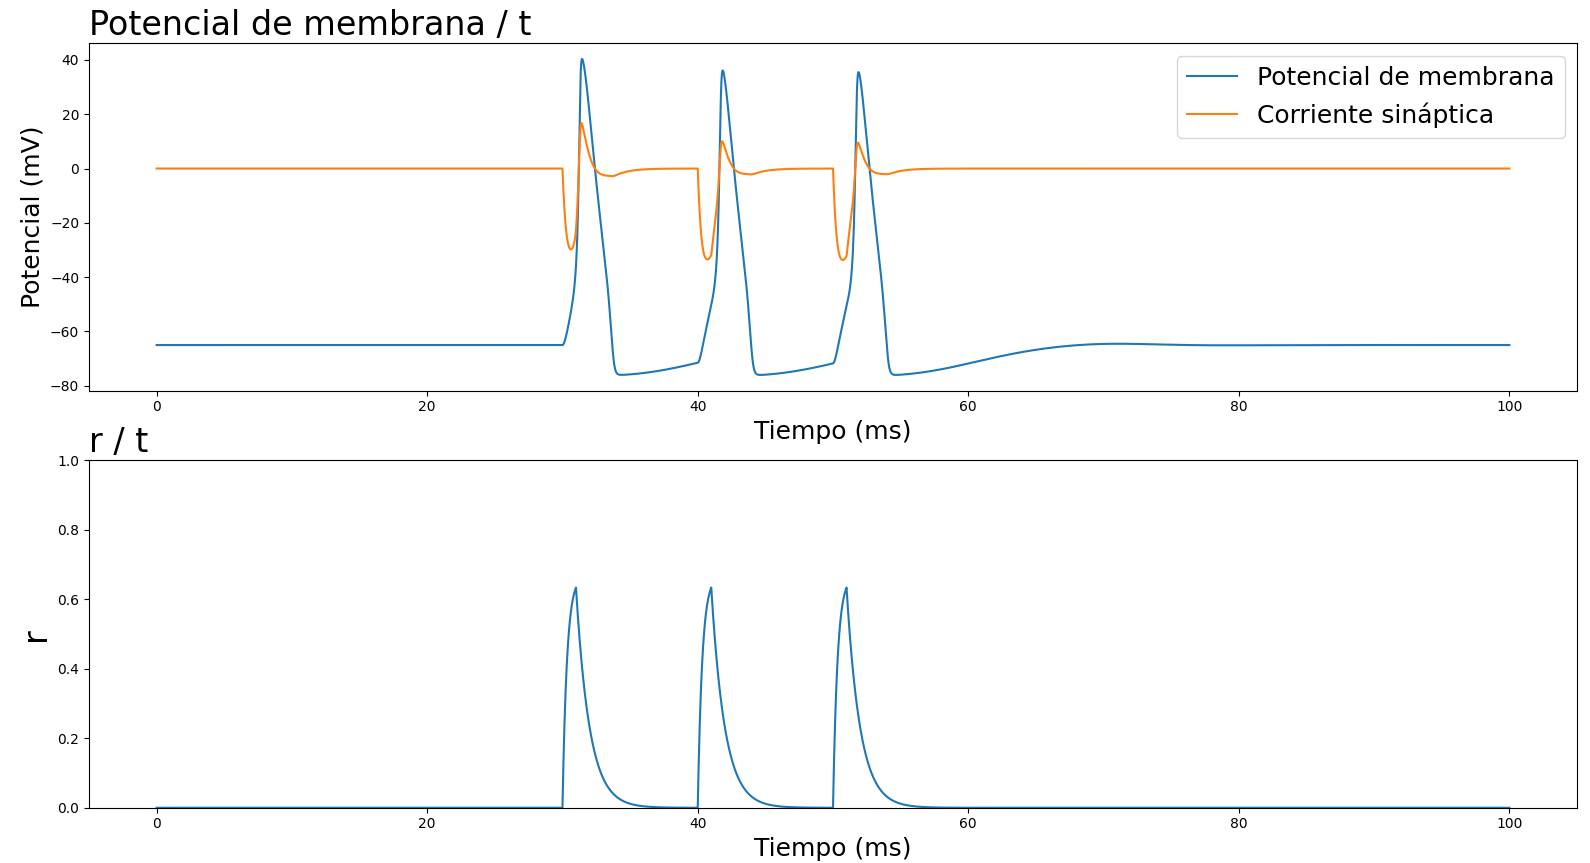 Potencial de membrana / t
Potencial (mV)
40
20
0
−20
−40
−60
−80
Potencial de membrana
Corriente sináptica
0 20 40 60 80 100
Tiempo (ms)
r / t
r
1.0
0.8
0.6
0.4
0.2
0.0
0 20 40 60 80 100
Tiempo (ms)